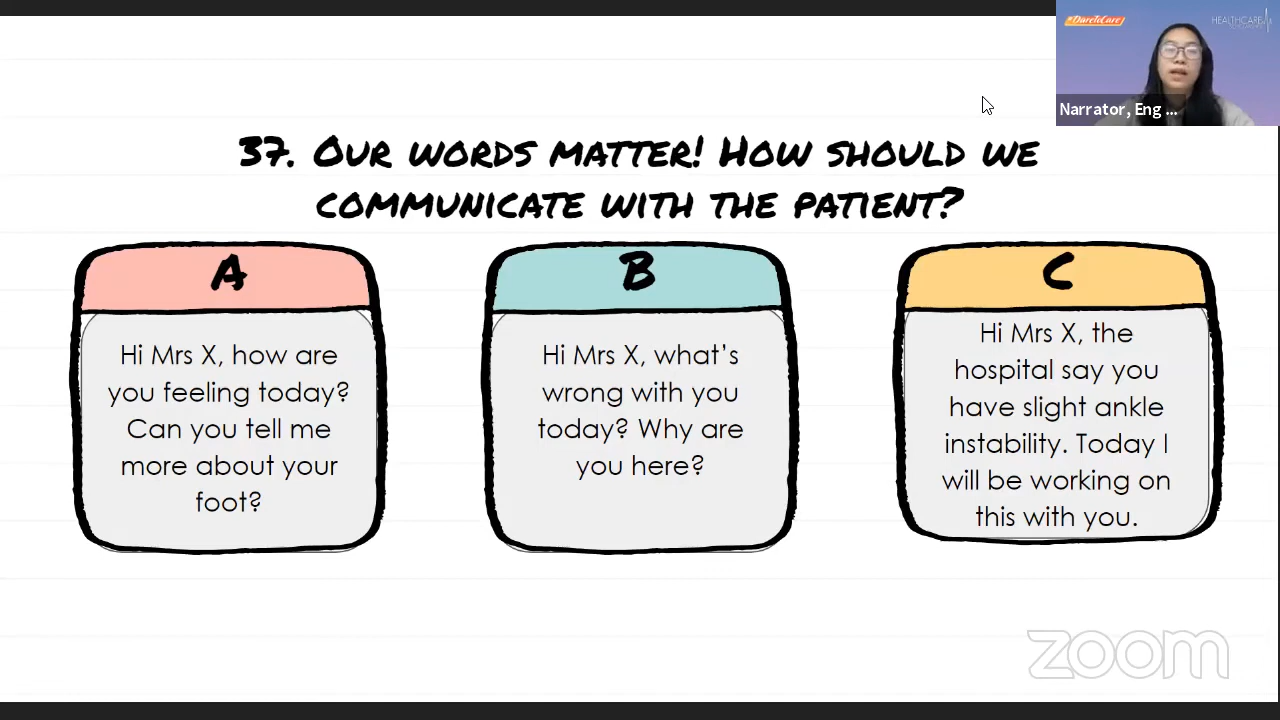 #DareToCare
HEALTHCARE
Narrator, Eng ...
37. Our words matter! How should we
communicate with the patient?
A
Hi Mrs X, how are
you feeling today?
Can you tell me
more about your
foot?
B
Hi Mrs X, what's
wrong with you
today? Why are
you here?
C
Hi Mrs X, the
hospital say you
have slight ankle
instability. Today I
will be working on
this with you.
zoom